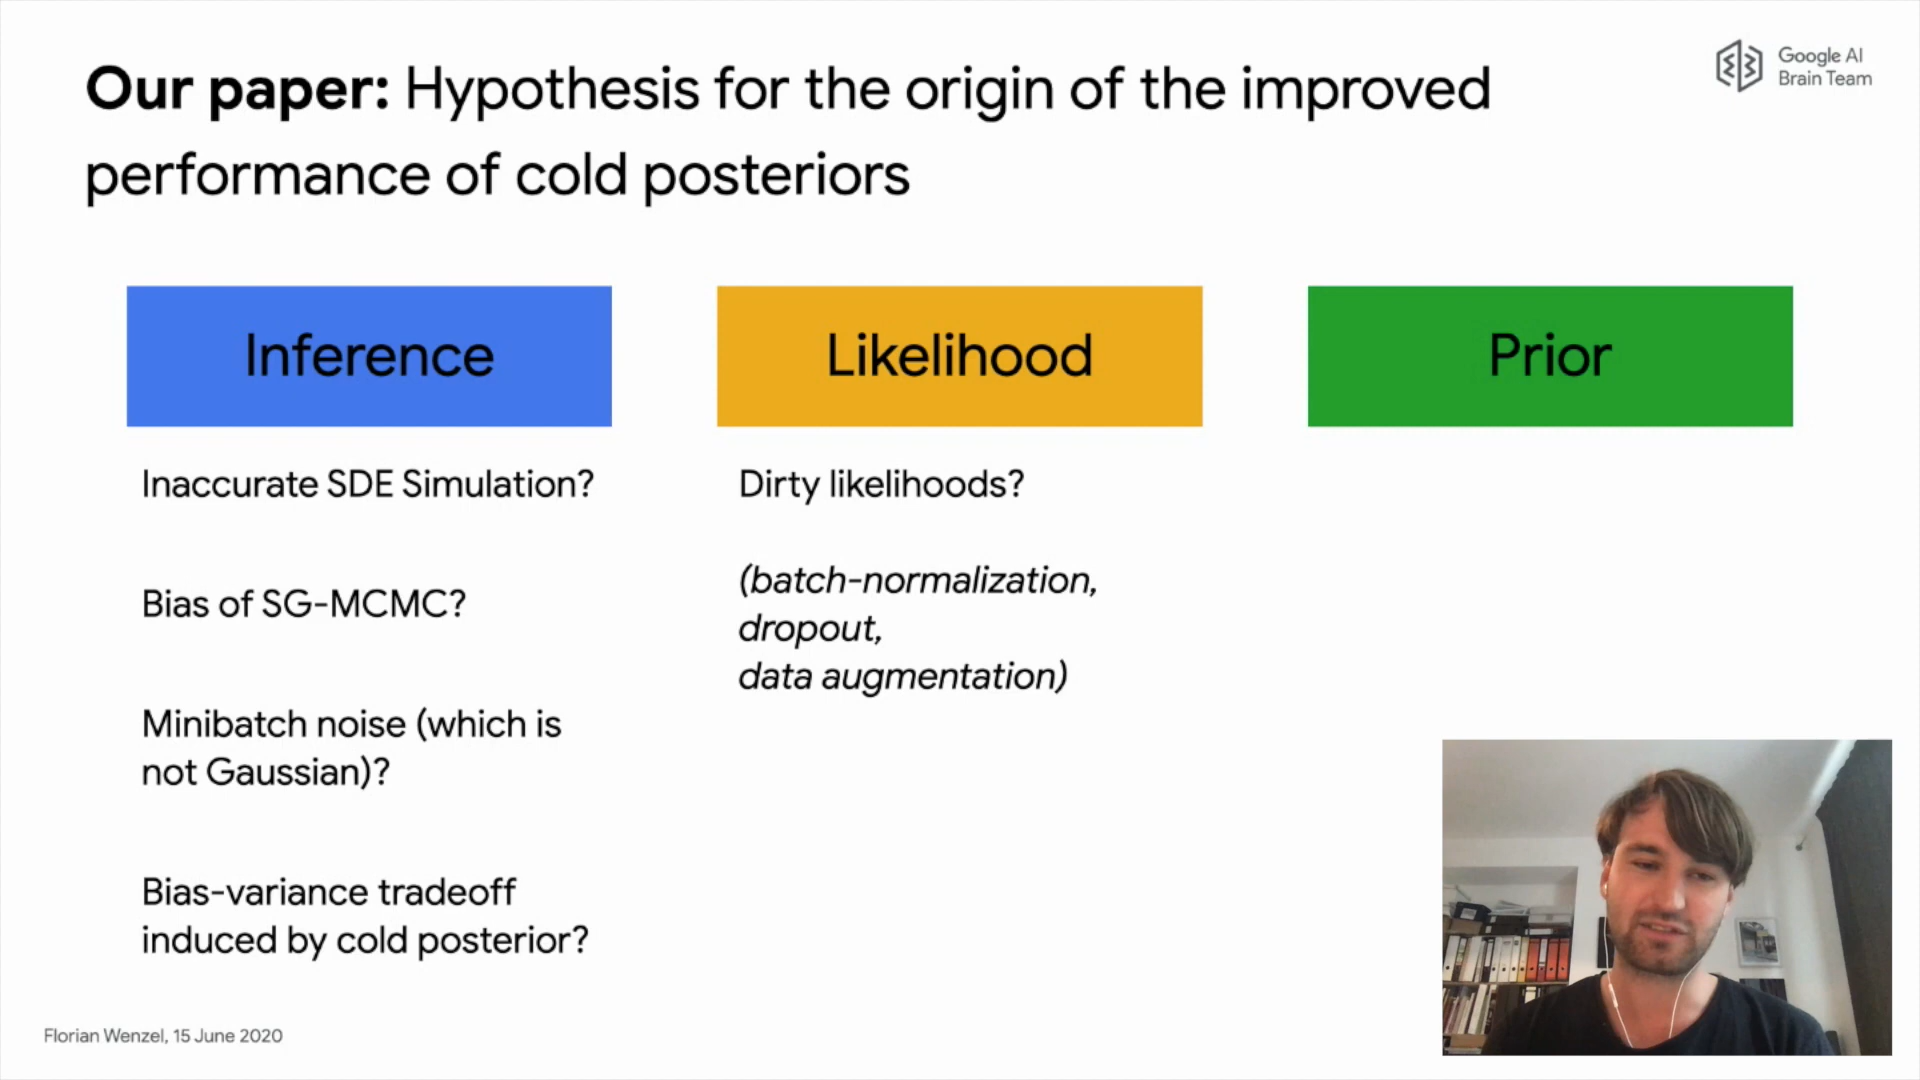 Our paper: Hypothesis for the origin of the improved
performance of cold posteriors
Google AI
Brain Team
Inference
Likelihood
Prior
Inaccurate SDE Simulation?
Bias of SG-MCMC?
Minibatch noise (which is
not Gaussian)?
Bias-variance tradeoff
induced by cold posterior?
Dirty likelihoods?
(batch-normalization,
dropout,
data augmentation)
Florian Wenzel, 15 June 2020